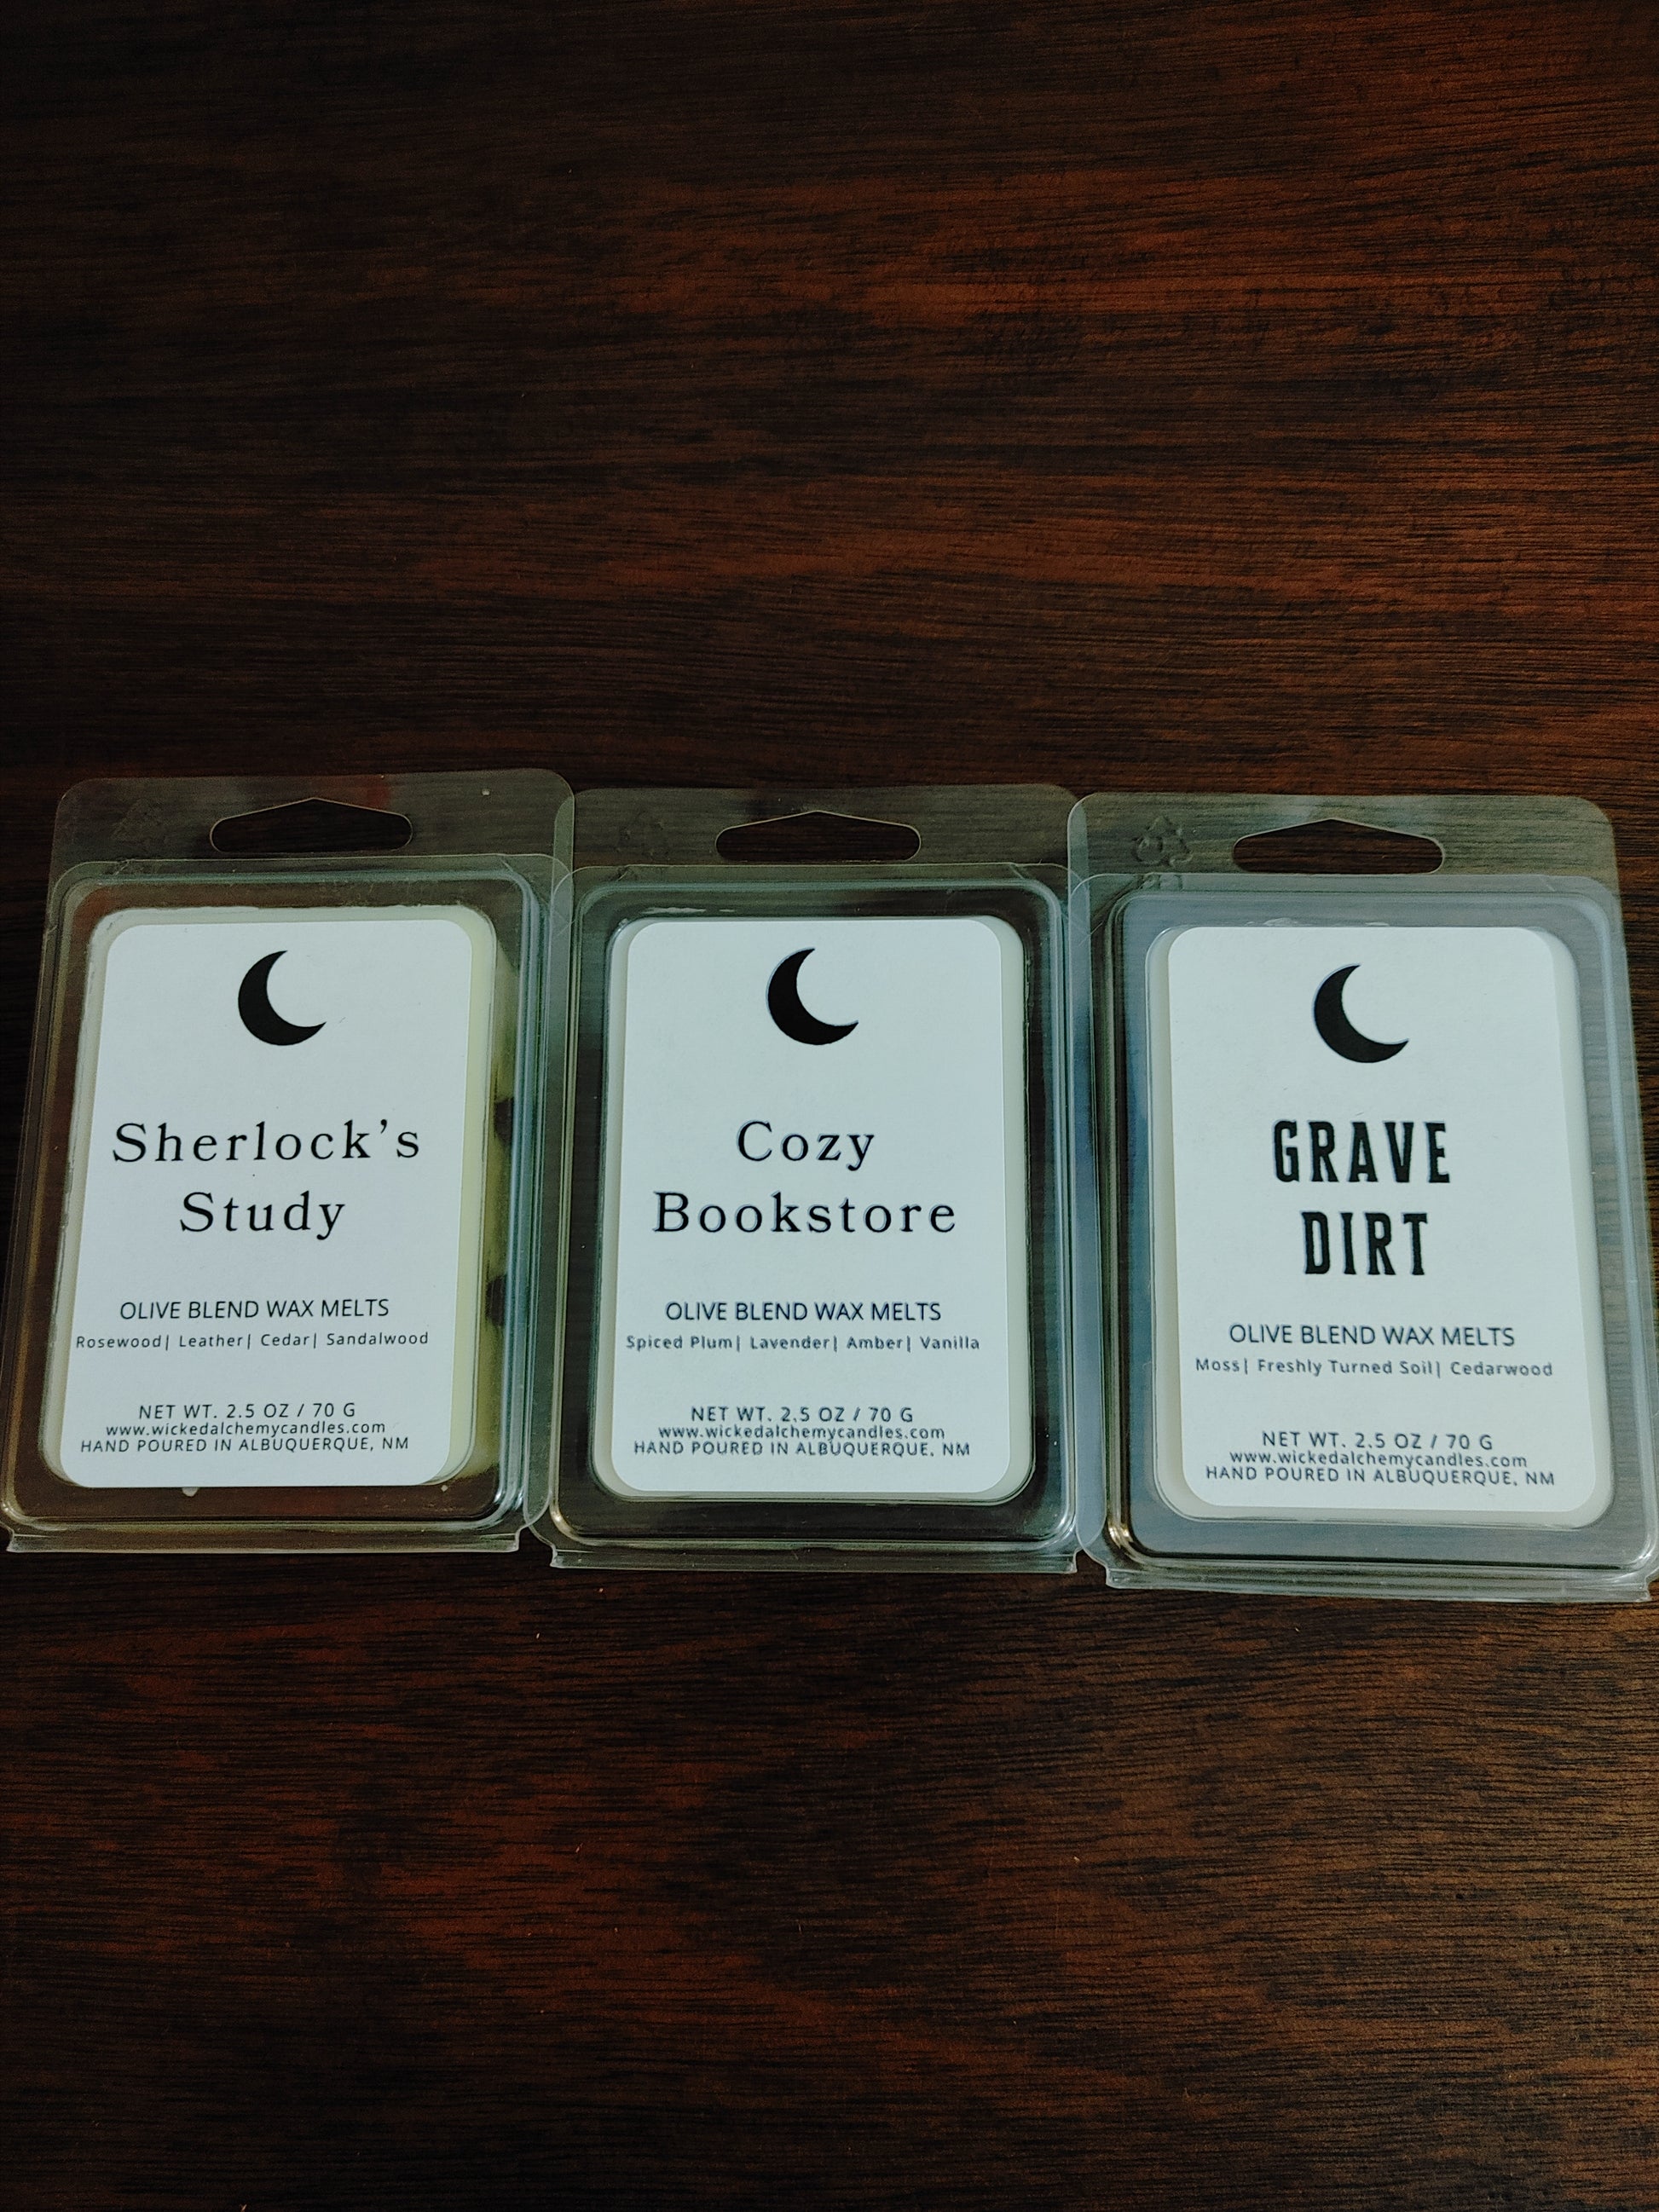 Sherlock's
Study
OLIVE BLEND WAX MELTS
Rosewood| Leather| Cedar| Sandalwood
NET WT. 2.5 OZ / 70 G
www.wickedalchemycandles.com
HAND POURED IN ALBUQUERQUE, NM
Cozy
Bookstore
OLIVE BLEND WAX MELTS
Spiced Plum| Lavender| Amber| Vanilla
NET WT. 2.5 OZ / 70 G
www.wickedalchemycandles.com
HAND POURED IN ALBUQUERQUE, NM
GRAVE
DIRT
OLIVE BLEND WAX MELTS
Moss| Freshly Turned Soil| Cedarwood
NET WT. 2.5 OZ / 70 G
www.wickedalchemycandles.com
HAND POURED IN ALBUQUERQUE, NM